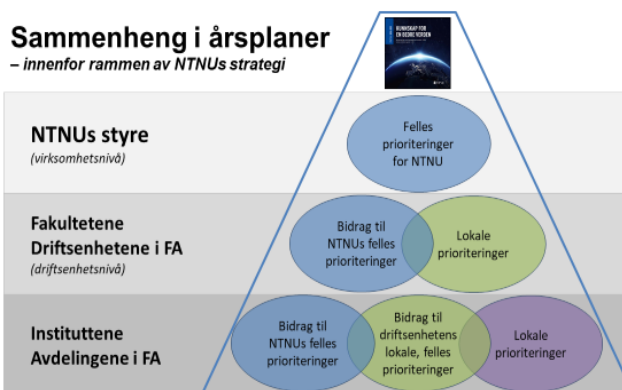 Sammenheng i årsplaner
– innenfor rammen av NTNUs strategi
KUNNSKAP FOR
EN BEDRE VERDEN
NTNUs styre
(virksomhetsnivå)
Felles
prioriteringer
for NTNU
Fakultetene
Driftsenhetene i FA
(driftsenhetsnivå)
Bidrag til
NTNUs felles
prioriteringer
Lokale
prioriteringer
Instituttene
Avdelingene i FA
Bidrag til
NTNUs felles
prioriteringer
Bidrag til
driftsenhetens
lokale, felles
prioriteringer
Lokale
prioriteringer